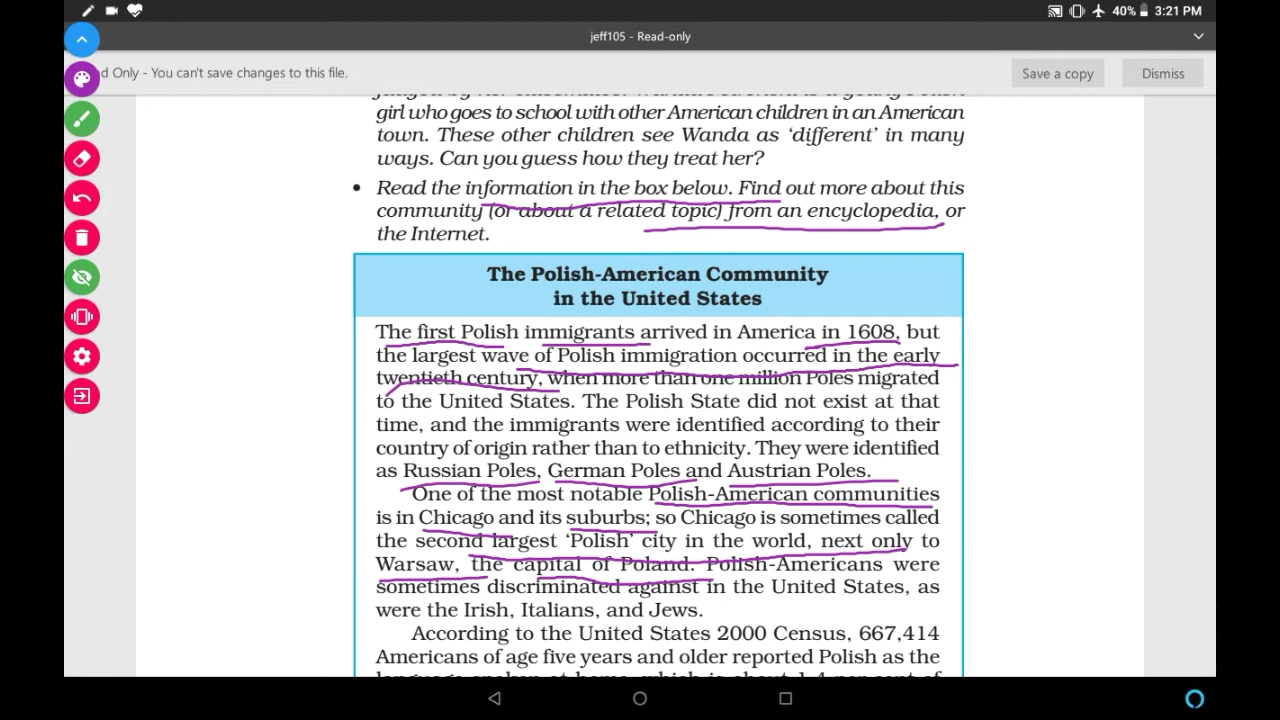 40% 3:21 PM
jeff105 - Read-only
d Only - You can't save changes to this file.
Save a copy
Dismiss
girl who goes to school with other American children in an American
town. These other children see Wanda as ‘different’ in many
ways. Can you guess how they treat her?
• Read the information in the box below. Find out more about this
community (or about a related topic) from an encyclopedia, or
the Internet.
The Polish-American Community
in the United States
The first Polish immigrants arrived in America in 1608, but
the largest wave of Polish immigration occurred in the early
twentieth century, when more than one million Poles migrated
to the United States. The Polish State did not exist at that
time, and the immigrants were identified according to their
country of origin rather than to ethnicity. They were identified
as Russian Poles, German Poles and Austrian Poles.
One of the most notable Polish-American communities
is in Chicago and its suburbs; so Chicago is sometimes called
the second largest ‘Polish’ city in the world, next only to
Warsaw, the capital of Poland. Polish-Americans were
sometimes discriminated against in the United States, as
were the Irish, Italians, and Jews.
According to the United States 2000 Census, 667,414
Americans of age five years and older reported Polish as the